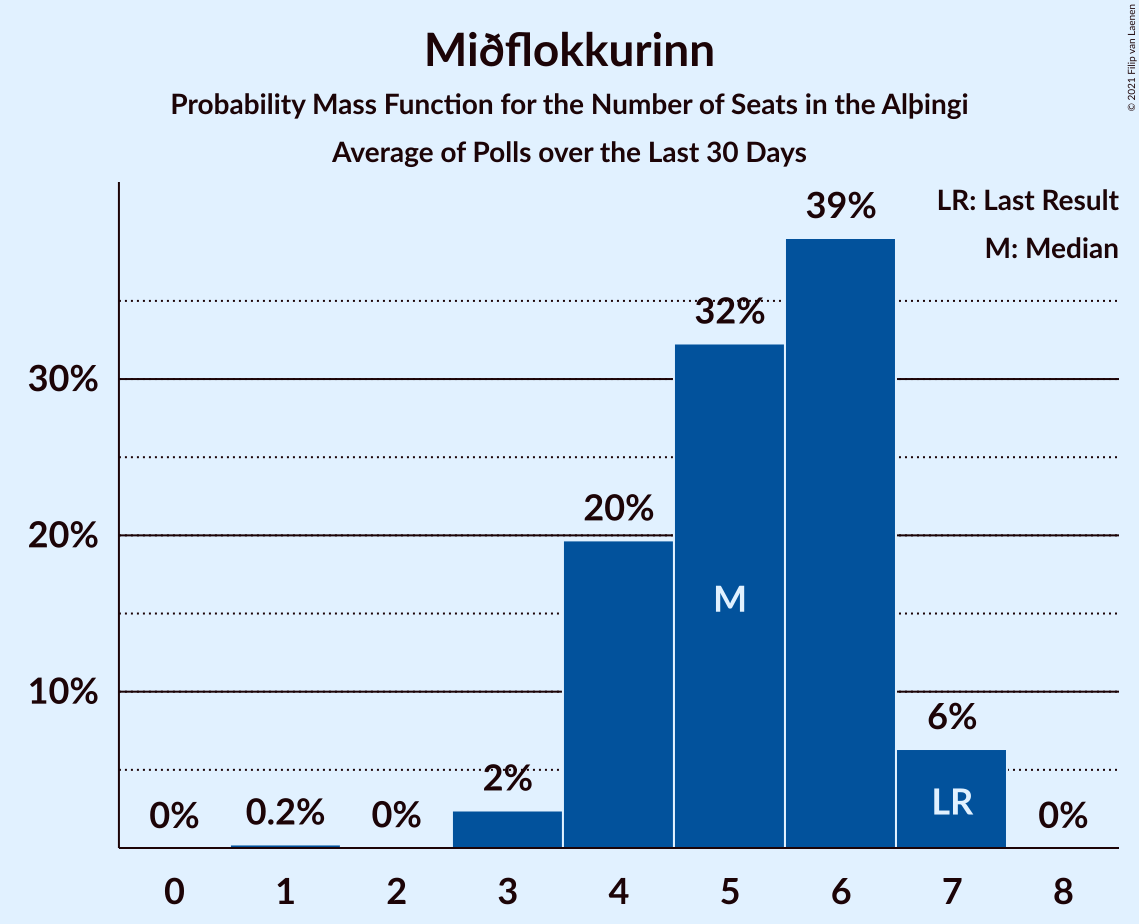 Miðflokkurinn
Probability Mass Function for the Number of Seats in the Alþingi
Average of Polls over the Last 30 Days
© 2021 Filip van Laenen
LR: Last Result
M: Median
39%
32%
30%
20%
20%
M
10%
6%
2%
LR
0%
0.2%
0%
0%
0 1 2 3 4 5 6 7 8